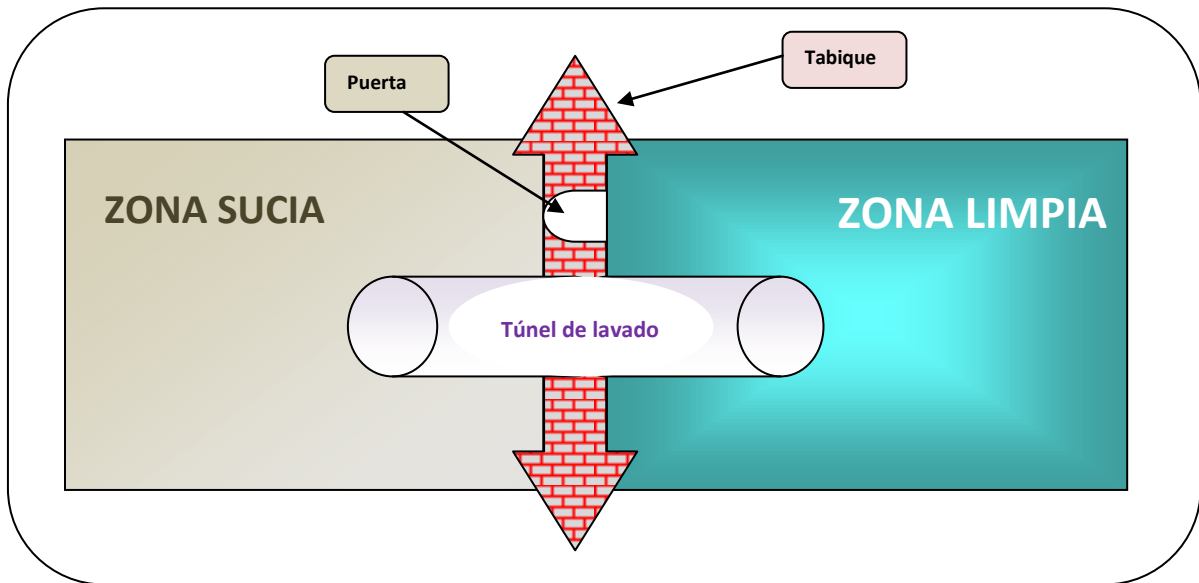 Tabique
Puerta
ZONA SUCIA
ZONA LIMPIA
Túnel de lavado